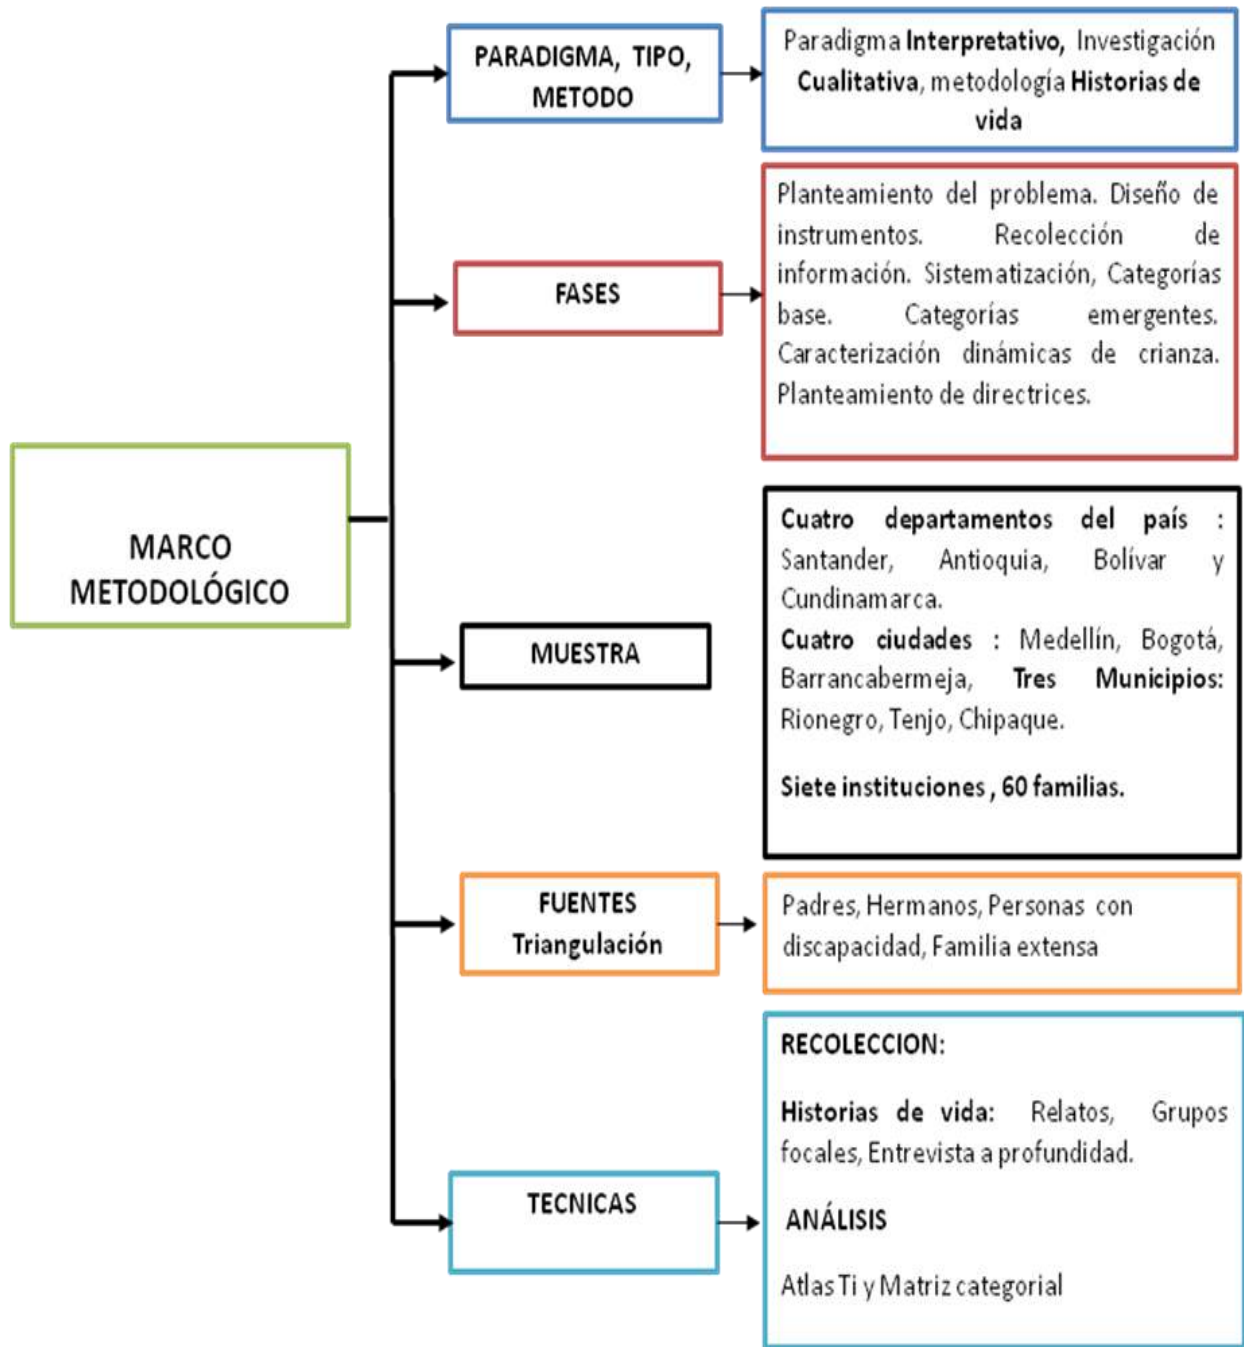 MARCO
METODOLÓGICO
PARADIGMA, TIPO,
METODO
Paradigma Interpretativo, Investigación
Cualitativa, metodología Historias de
vida
FASES
Planteamiento del problema. Diseño de
instrumentos. Recolección de
información. Sistematización, Categorías
base. Categorías emergentes.
Caracterización dinámicas de crianza.
Planteamiento de directrices.
MUESTRA
Cuatro departamentos del país :
Santander, Antioquia, Bolívar y
Cundinamarca.
Cuatro ciudades : Medellín, Bogotá,
Barrancabermeja, Tres Municipios:
Rionegro, Tenjo, Chipaque.
Siete instituciones , 60 familias.
FUENTES
Triangulación
Padres, Hermanos, Personas con
discapacidad, Familia extensa
TECNICAS
RECOLECCION:
Historias de vida: Relatos, Grupos
focales, Entrevista a profundidad.
ANÁLISIS
Atlas Ti y Matriz categorial